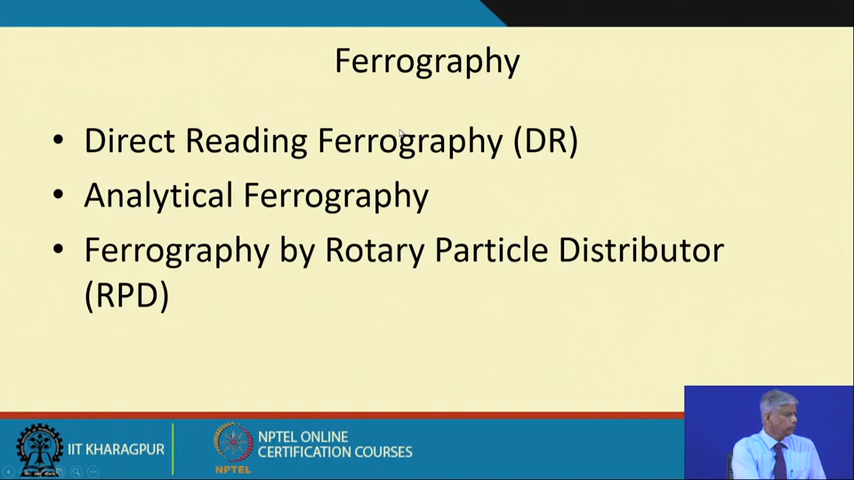 Ferrography
• Direct Reading Ferrography (DR)
• Analytical Ferrography
• Ferrography by Rotary Particle Distributor
(RPD)
IIT KHARAGPUR
NPTEL
NPTEL ONLINE
CERTIFICATION COURSES